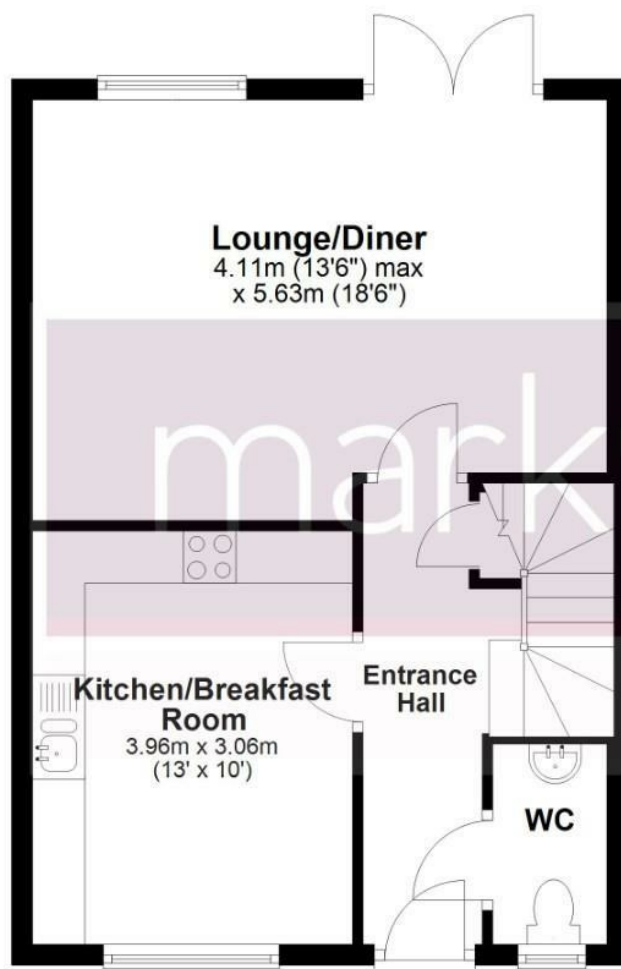 Lounge/Diner
4.11m (13'6") max
x 5.63m (18'6")
mark
Kitchen/Breakfast
Room
3.96m x 3.06m
(13' x 10')
Entrance
Hall
WC